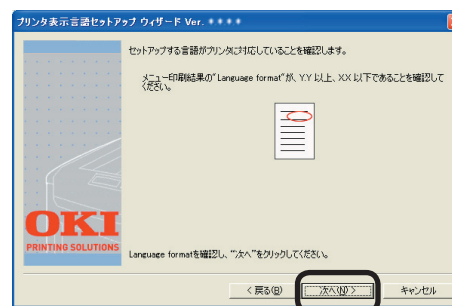 プリンタ表示言語セットアップ ウィザード Ver. ****
セットアップする言語がプリンタに対応していることを確認します。
メニュー印刷結果の"Language format"が、Y.Y 以上、X.X 以下であることを確認して
ください。
OKI
PRINTING SOLUTIONS
Language formatを確認し、"次へ"をクリックしてください。
< 戻る(B)
次へ(N) >
キャンセル